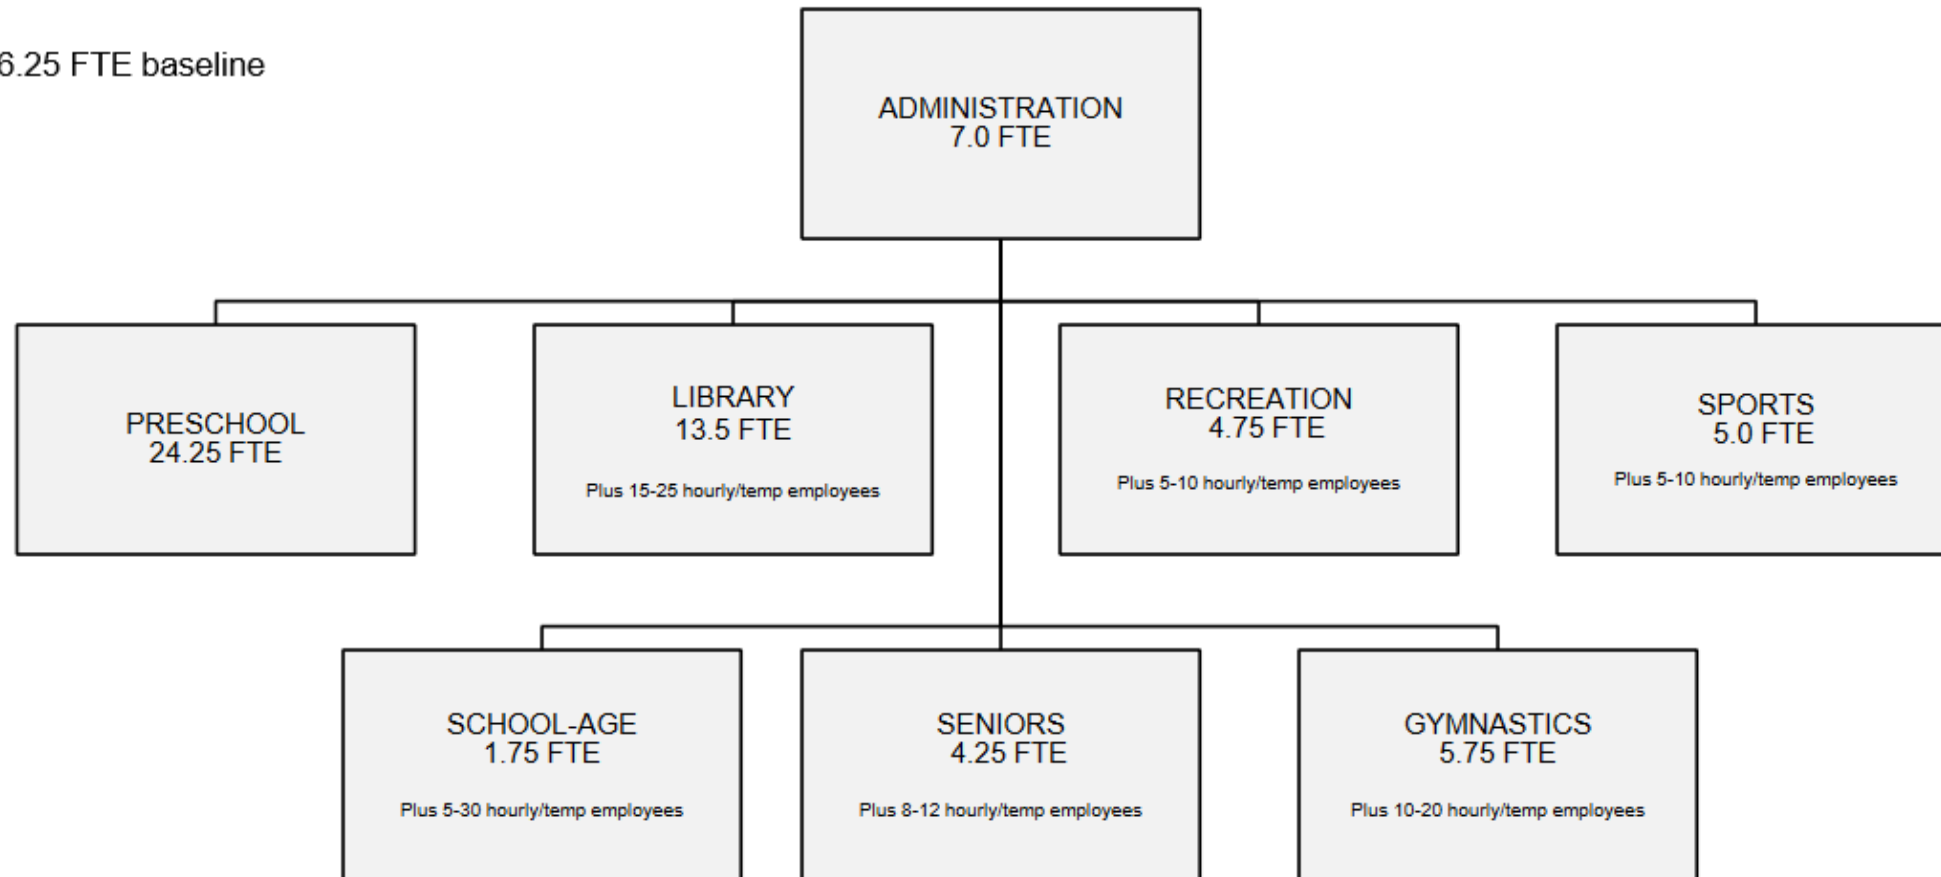 6.25 FTE baseline
ADMINISTRATION
7.0 FTE
PRESCHOOL
24.25 FTE
LIBRARY
13.5 FTE
Plus 15-25 hourly/temp employees
RECREATION
4.75 FTE
Plus 5-10 hourly/temp employees
SPORTS
5.0 FTE
Plus 5-10 hourly/temp employees
SCHOOL-AGE
1.75 FTE
Plus 5-30 hourly/temp employees
SENIORS
4.25 FTE
Plus 8-12 hourly/temp employees
GYMNASTICS
5.75 FTE
Plus 10-20 hourly/temp employees